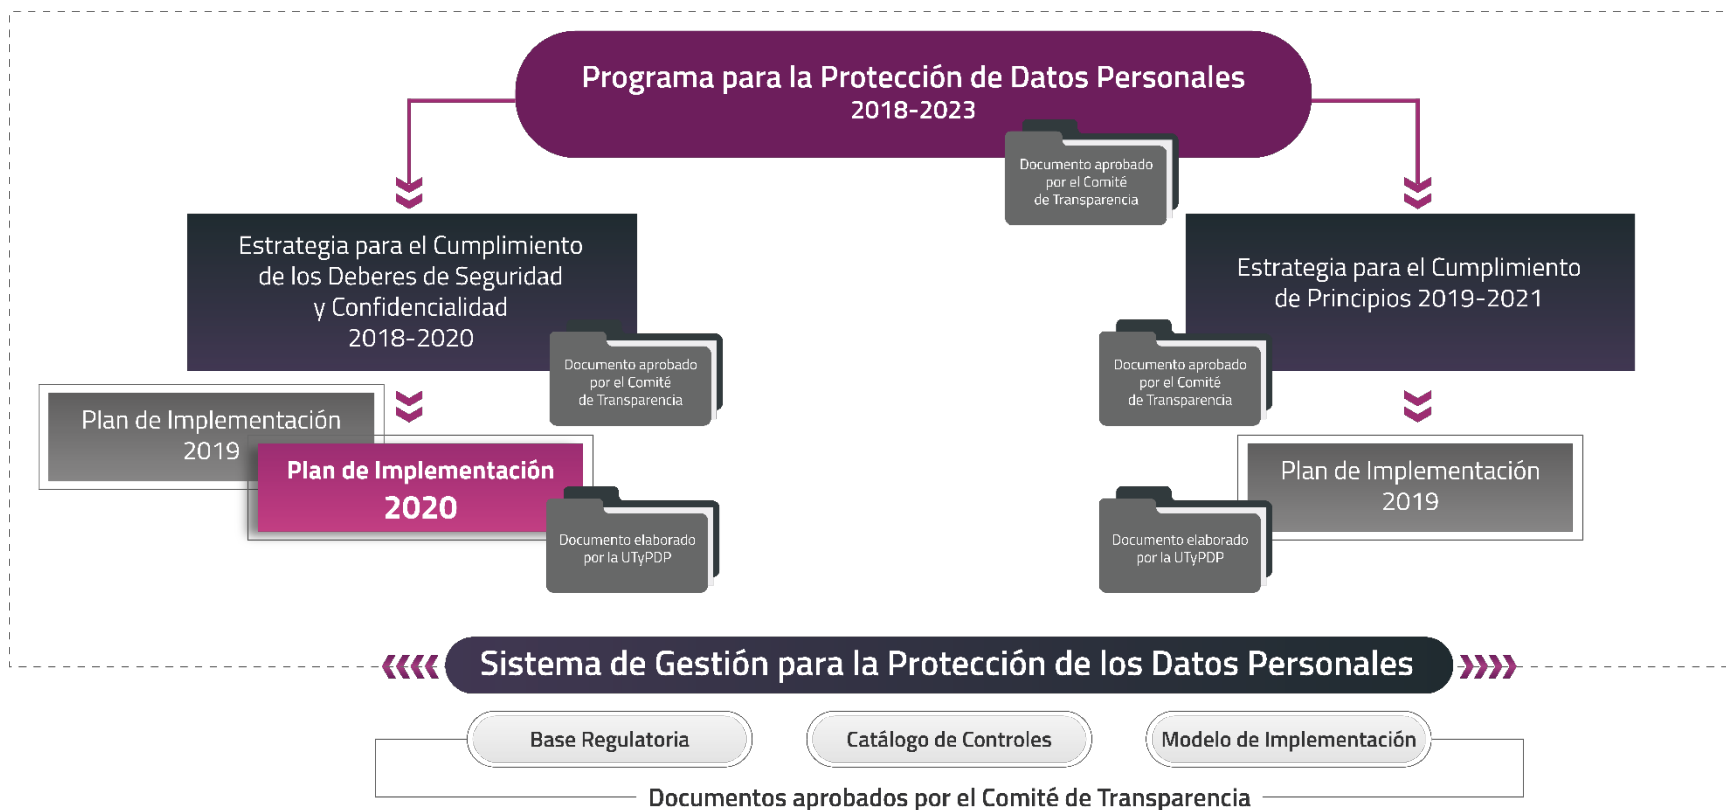 Programa para la Protección de Datos Personales
2018-2023
Documento aprobado
por el Comité
de Transparencia
Estrategia para el Cumplimiento
de los Deberes de Seguridad
y Confidencialidad
2018-2020
Documento aprobado
por el Comité
de Transparencia
Plan de Implementación
2019
Plan de Implementación
2020
Documento elaborado
por la UTyPDP
Estrategia para el Cumplimiento
de Principios 2019-2021
Documento aprobado
por el Comité
de Transparencia
Plan de Implementación
2019
Documento elaborado
por la UTyPDP
Sistema de Gestión para la Protección de los Datos Personales
Base Regulatoria
Catálogo de Controles
Modelo de Implementación
Documentos aprobados por el Comité de Transparencia